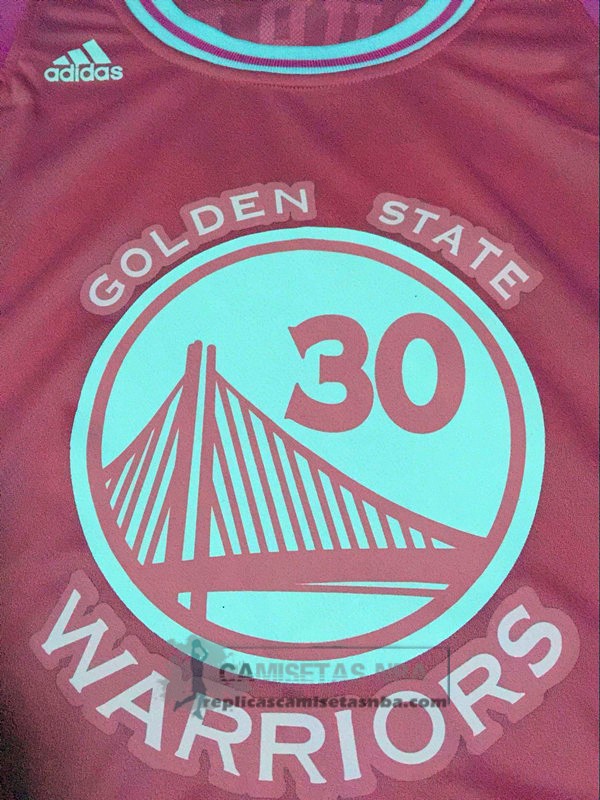 adidas
GOLDEN STATE
30
WARRIORS
CAMISETAS NBA
replicascamisetasnba.com